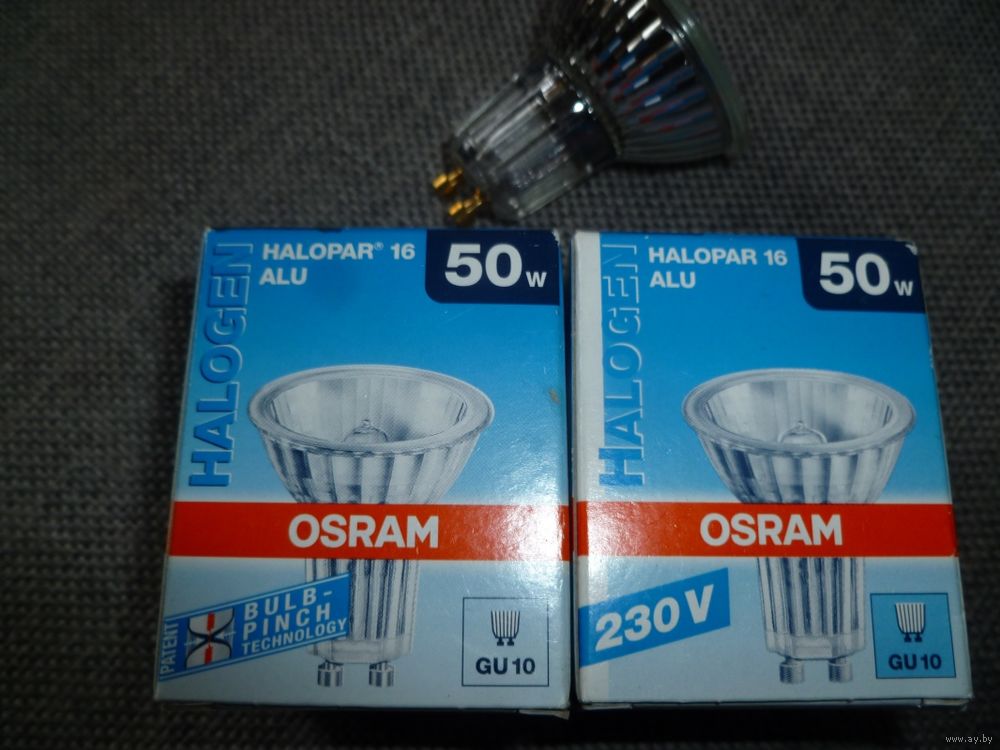 HALOGEN
HALOPAR® 16
ALU
50 W
OSRAM
PATENT
BULB-
PINCH
TECHNOLOGY
GU 10
HALOGEN
HALOPAR 16
ALU
50 W
OSRAM
230 V
GU 10
www.ay.by